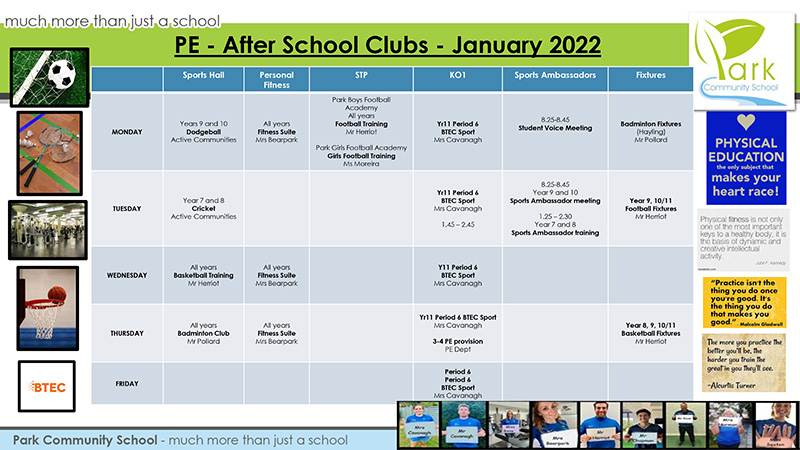 much more than just a school
PE - After School Clubs - January 2022
Park
Community School
Sports Hall
Personal
Fitness
STP
KO1
Sports Ambassadors
Fixtures
MONDAY
Years 9 and 10
Dodgeball
Active Communities
All years
Fitness Suite
Mrs Bearpark
Park Boys Football
Academy
All years
Football Training
Mr Herriot
Park Girls Football Academy
Girls Football Training
Ms Moreira
Yr11 Period 6
BTEC Sport
Mrs Cavanagh
8.25-8.45
Student Voice Meeting
Badminton Fixtures
(Hayling)
Mr Pollard
TUESDAY
Year 7 and 8
Cricket
Active Communities
Yr11 Period 6
BTEC Sport
Mrs Cavanagh
1.45 – 2.45
8.25-8.45
Year 9 and 10
Sports Ambassador meeting
1.25 – 2.30
Year 7 and 8
Sports Ambassador training
Year 9, 10/11
Football Fixtures
Mr Herriot
WEDNESDAY
All years
Basketball Training
Mr Herriot
All years
Fitness Suite
Mrs Bearpark
Y11 Period 6
BTEC Sport
Mrs Cavanagh
THURSDAY
All years
Badminton Club
Mr Pollard
All years
Fitness Suite
Mrs Bearpark
Yr11 Period 6 BTEC Sport
Mrs Cavanagh
3-4 PE provision
PE Dept
Year 8, 9, 10/11
Basketball Fixtures
Mr Herriot
FRIDAY
Period 6
Period 6
BTEC Sport
Mrs Cavanagh
BTEC
PHYSICAL
EDUCATION
the only subject that
makes your
heart race!
Physical fitness is not only
one of the most important
keys to a healthy body, it is
the basis of dynamic and
creative intellectual
activity.
John F. Kennedy
"Practice isn't the
thing you do once
you're good. It's
the thing you do
that makes you
good." - Malcolm Gladwell
The more you practice the
better you'll be, the
harder you train the
great in you they'll see.
-Alcurtis Turner
Mrs
Cavanagh
Mr
Cavanagh
Mrs
Bearpark
Mr
Herriot
Mr
Chapman
Park Community School - much more than just a school